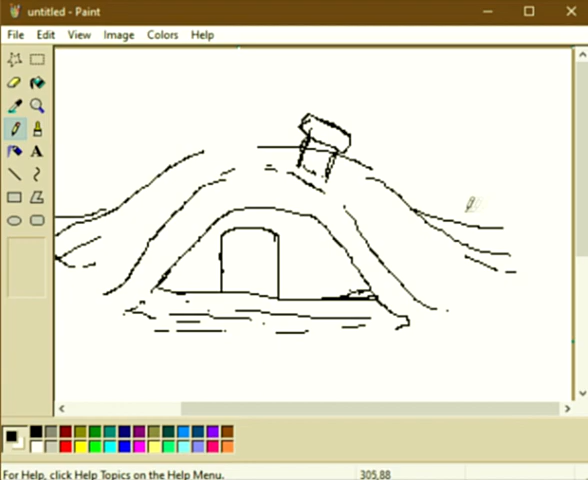 untitled - Paint
File Edit View Image Colors Help
A
For Help, click Help Topics on the Help Menu.
305,88